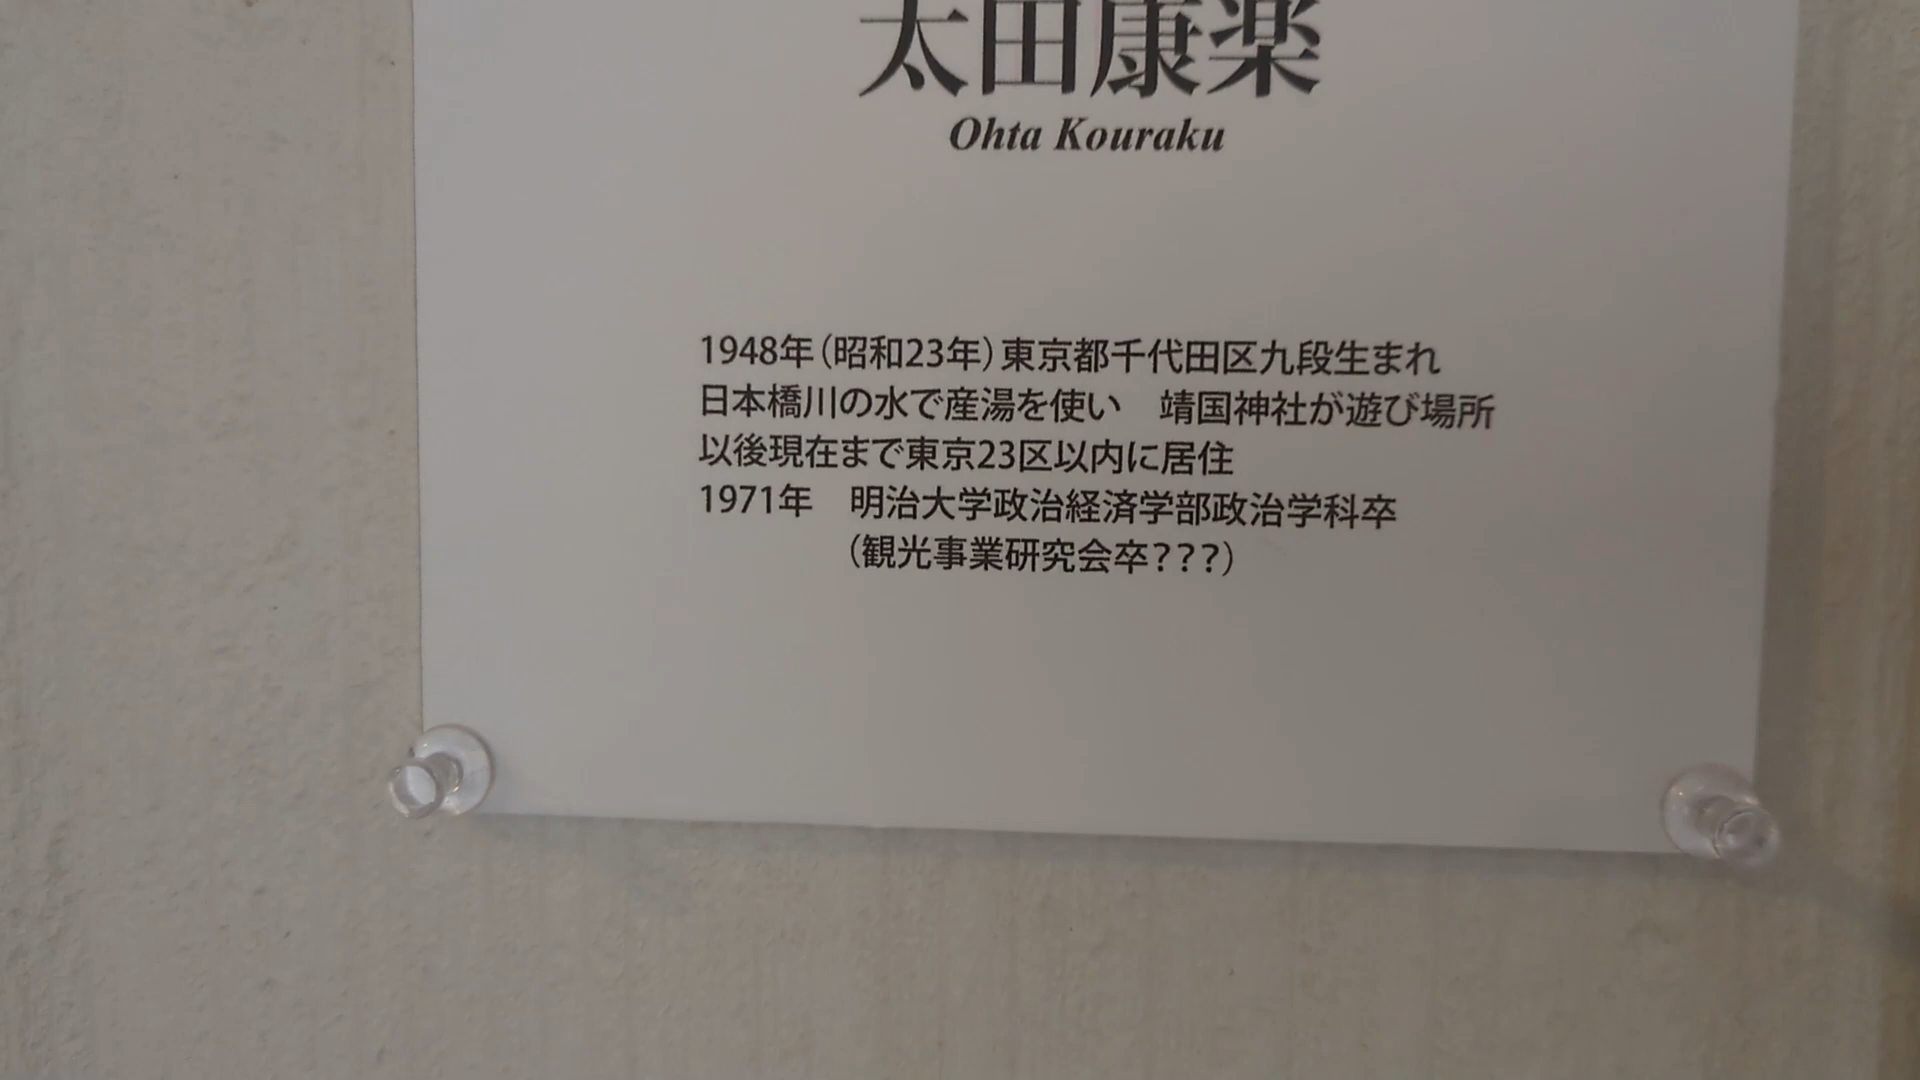 太田康楽
Ohta Kouraku
1948年(昭和23年)東京都千代田区九段生まれ
日本橋川の水で産湯を使い　靖国神社が遊び場所
以後現在まで東京23区以内に居住
1971年　明治大学政治経済学部政治学科卒
(観光事業研究会卒???)